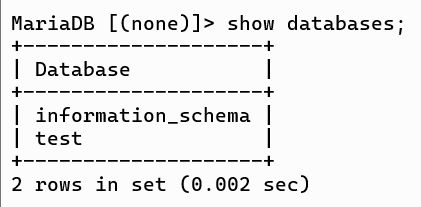 MariaDB [(none)]> show databases;
+--------------------+
| Database           |
+--------------------+
| information_schema |
| test               |
+--------------------+
2 rows in set (0.002 sec)